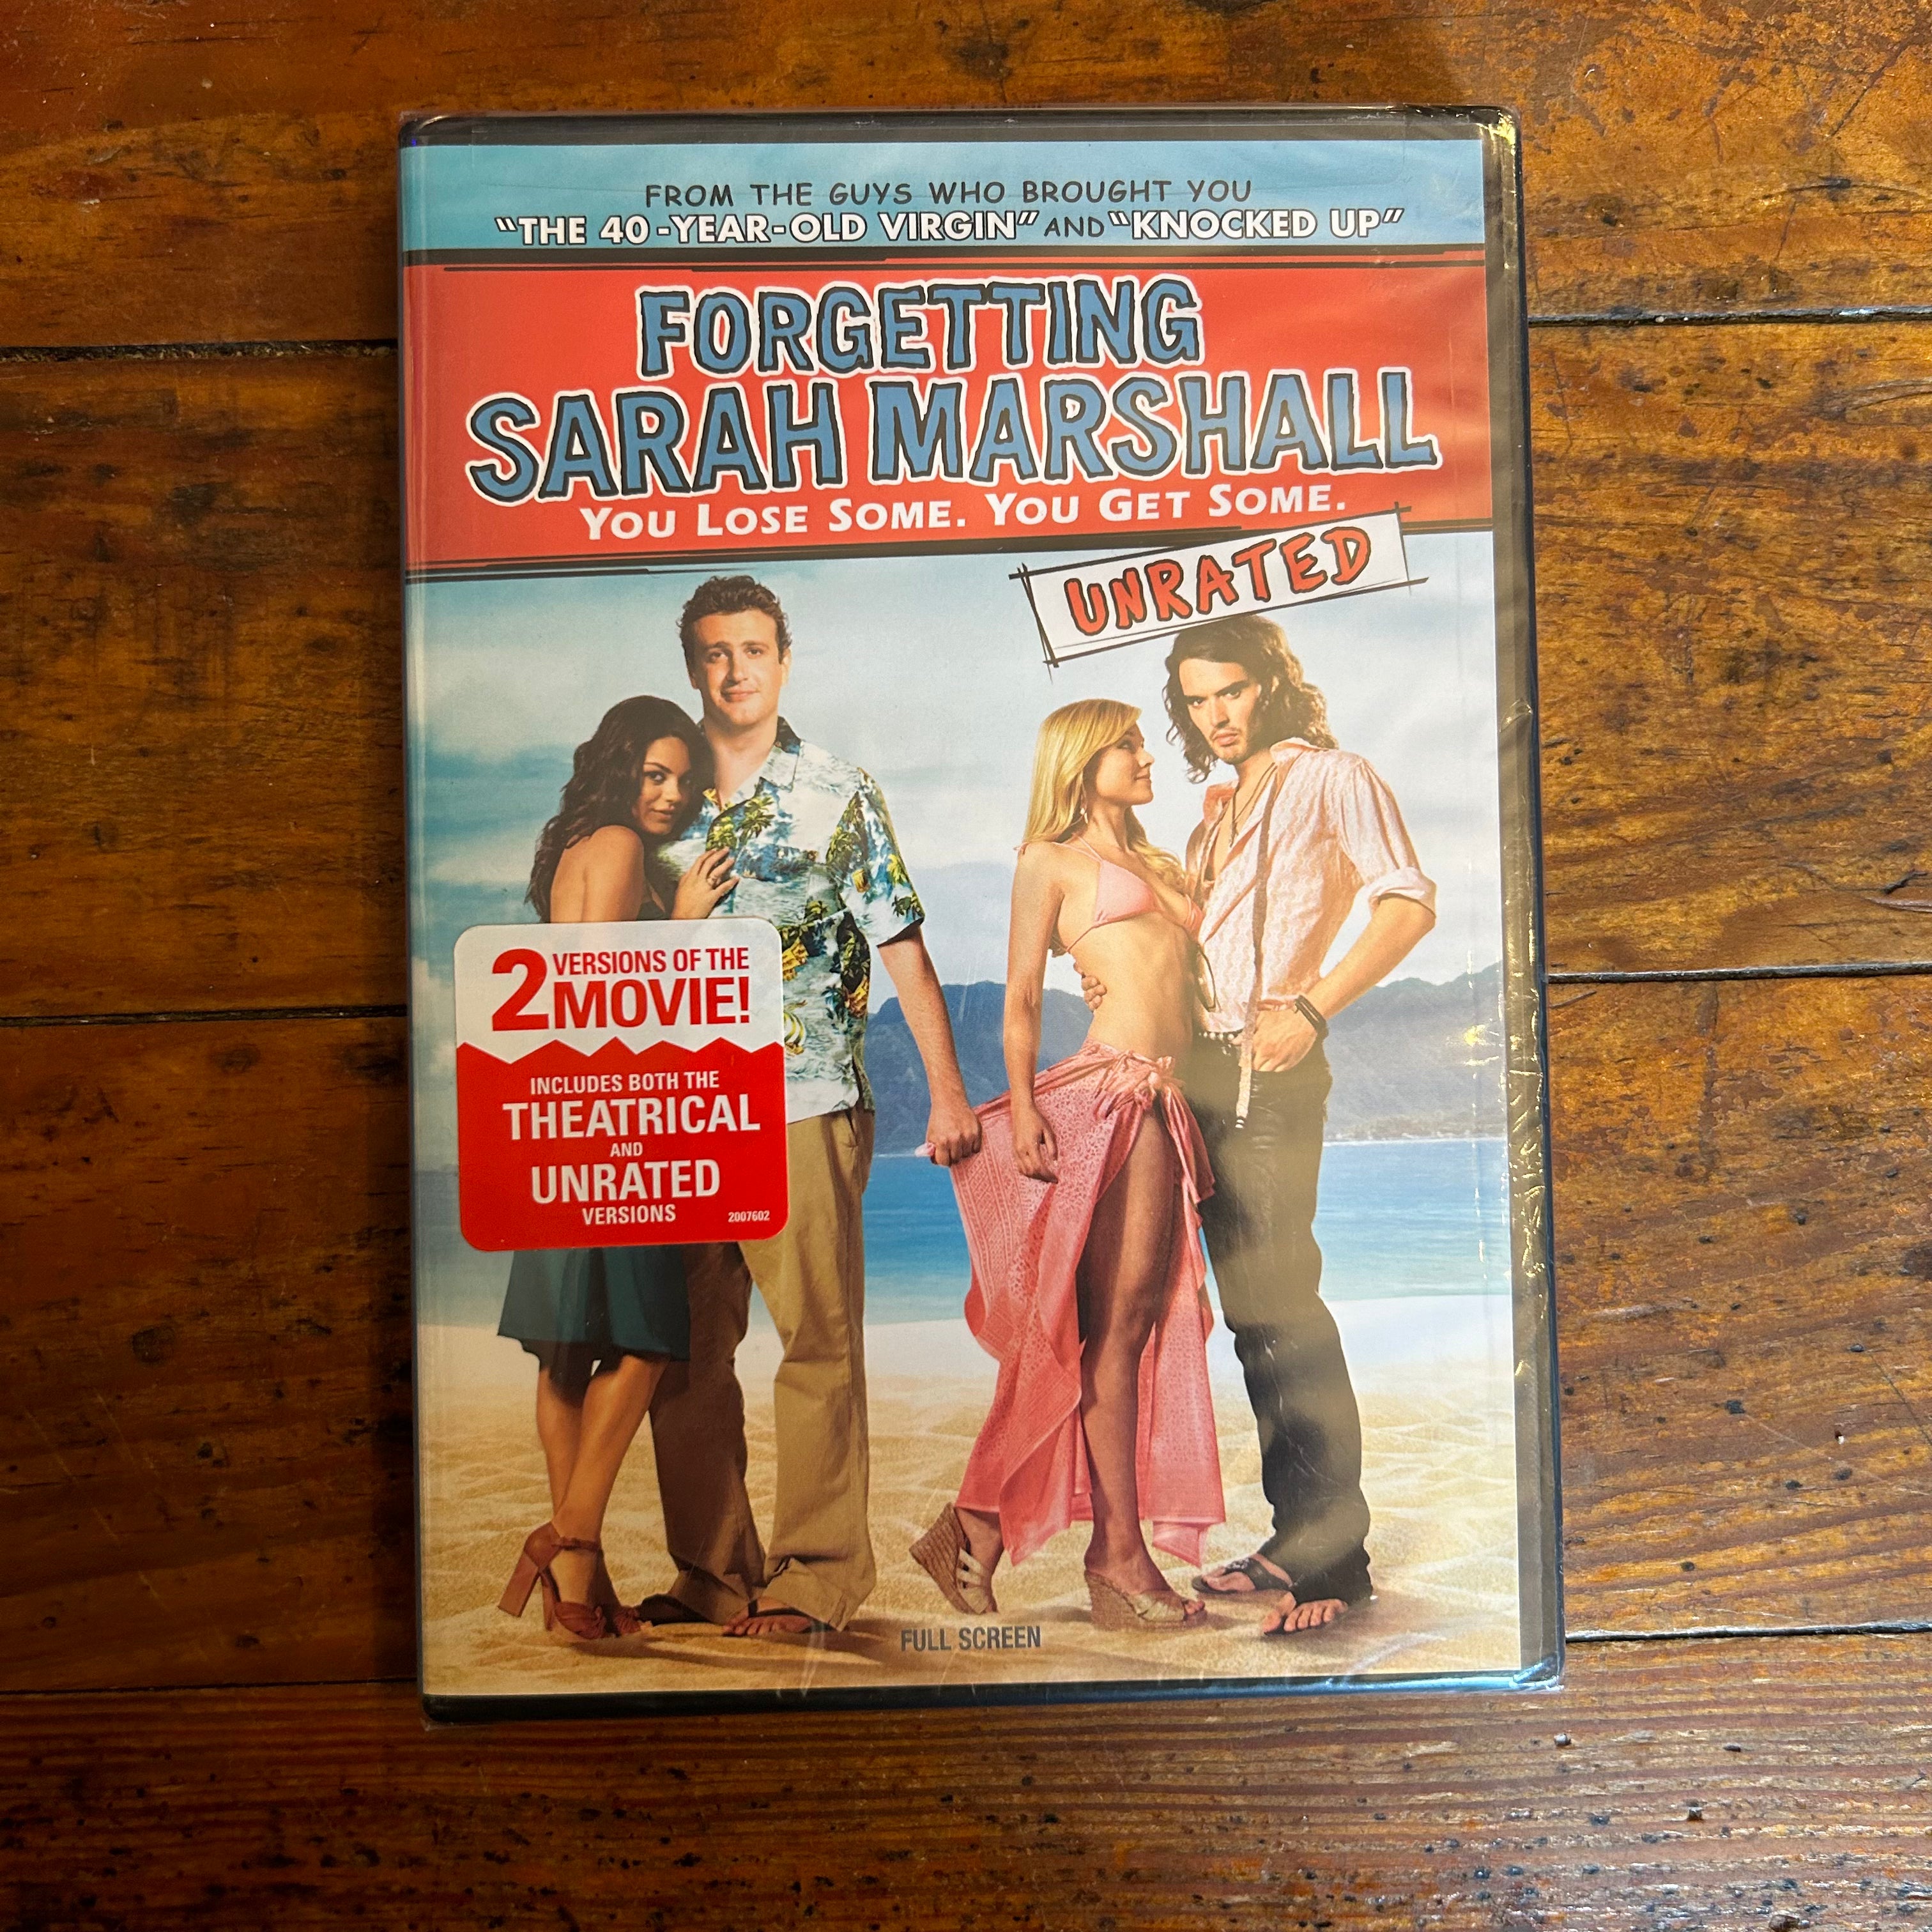 FROM THE GUYS WHO BROUGHT YOU
"THE 40-YEAR-OLD VIRGIN" AND "KNOCKED UP"
FORGETTING
SARAH MARSHALL
YOU LOSE SOME. YOU GET SOME.
UNRATED
2 VERSIONS OF THE
MOVIE!
INCLUDES BOTH THE
THEATRICAL
AND
UNRATED
VERSIONS
2007602
FULL SCREEN